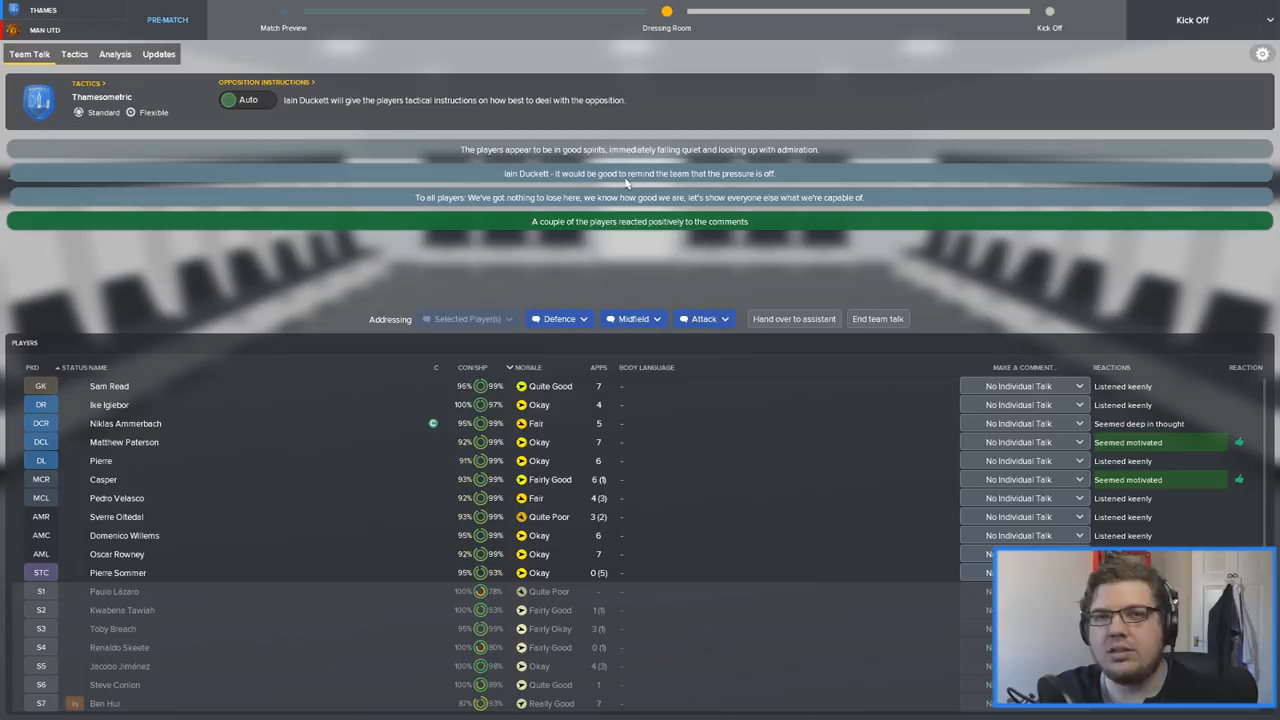 THAMES
MAN UTD
PRE-MATCH
Match Preview
Dressing Room
Kick Off
Kick Off
Team Talk Tactics Analysis Updates
TACTICS >
Thamesometric
Standard Flexible
OPPOSITION INSTRUCTIONS >
Auto Iain Duckett will give the players tactical instructions on how best to deal with the opposition.
The players appear to be in good spirits, immediately falling quiet and looking up with admiration.
Iain Duckett - It would be good to remind the team that the pressure is off.
To all players: We've got nothing to lose here, we know how good we are, let's show everyone else what we're capable of.
A couple of the players reacted positively to the comments
Addressing Selected Player(s) Defence Midfield Attack Hand over to assistant End team talk
PLAYERS
PKD STATUS NAME C CON/SHP MORALE APPS BODY LANGUAGE MAKE A COMMENT... REACTIONS REACTION
GK Sam Read 96% 99% Quite Good 7 - No Individual Talk Listened keenly
DR Ike Igiebor 100% 97% Okay 4 - No Individual Talk Listened keenly
DCR Niklas Ammerbach C 95% 99% Fair 5 - No Individual Talk Seemed deep in thought
DCL Matthew Paterson 92% 99% Okay 7 - No Individual Talk Seemed motivated
DL Pierre 91% 99% Okay 6 - No Individual Talk Listened keenly
MCR Casper 93% 99% Fairly Good 6 (1) - No Individual Talk Seemed motivated
MCL Pedro Velasco 92% 99% Fair 4 (3) - No Individual Talk Listened keenly
AMR Sverre Oltedal 93% 99% Quite Poor 3 (2) - No Individual Talk Listened keenly
AMC Domenico Willems 95% 99% Okay 6 - No Individual Talk Listened keenly
AML Oscar Rowney 92% 99% Okay 7 -
STC Pierre Sommer 95% 93% Okay 0 (5) -
S1 Paulo Lázaro 100% 78% Quite Poor - -
S2 Kwabena Tawiah 100% 93% Fairly Good 1 (1) -
S3 Toby Breach 95% 99% Fairly Okay 3 (1) -
S4 Renaldo Skeete 100% 80% Fairly Good 0 (1) -
S5 Jacobo Jiménez 100% 98% Okay 4 (3) -
S6 Steve Conlon 100% 89% Quite Good 1 -
S7 Ben Hur 87% 93% Really Good 7 -